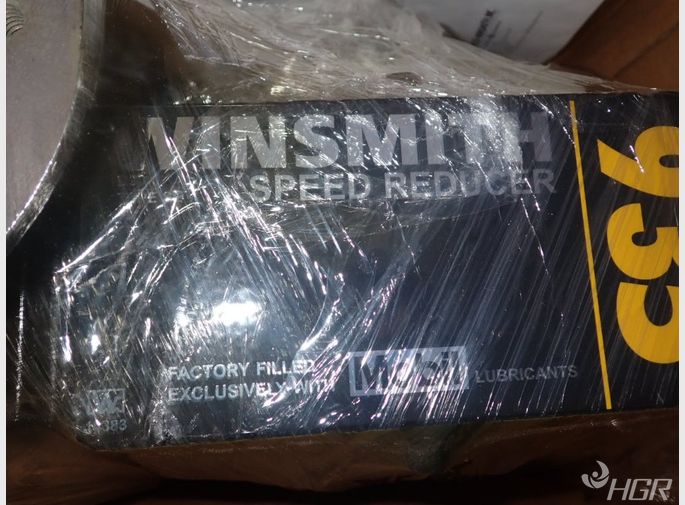 WINSMITH
SPEED REDUCER
935
FACTORY FILLED
EXCLUSIVELY WITH
Mobil
LUBRICANTS
HGR